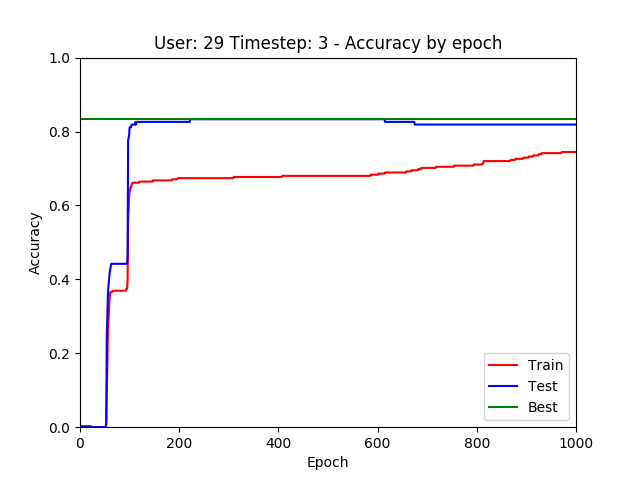 User: 29 Timestep: 3 - Accuracy by epoch
1.0
0.8
0.6
0.4
0.2
0.0
Accuracy
0 200 400 600 800 1000
Epoch
Train
Test
Best